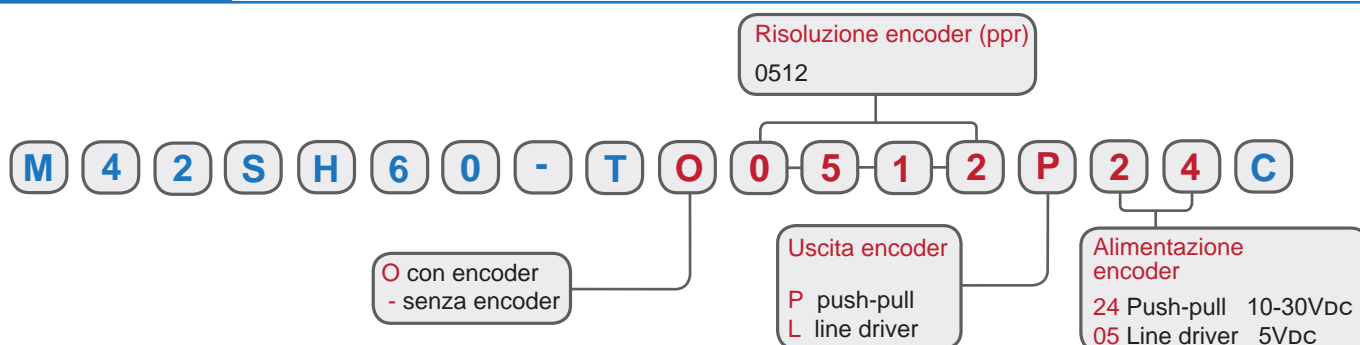 Risoluzione encoder (ppr)
0512
M 4 2 S H 6 0 - T O 0 5 1 2 P 2 4 C
O con encoder
- senza encoder
Uscita encoder
P push-pull
L line driver
Alimentazione
encoder
24 Push-pull 10-30VDC
05 Line driver 5VDC